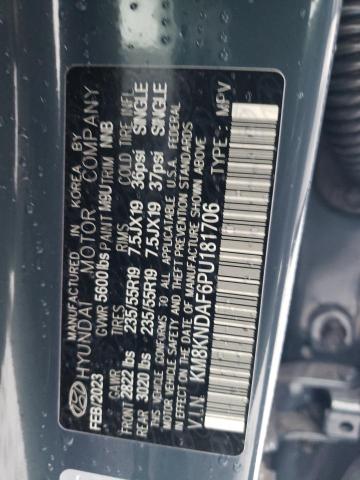 MANUFACTURED IN KOREA BY
HYUNDAI MOTOR COMPANY
FEB/2023 GVWR 5600 lbs PAINT M9U TRIM NNB
GAWR TIRES RIMS COLD TIRE INFL.
FRONT 2822 lbs 235/55R19 7.5JX19 36psi SINGLE
REAR 3020 lbs 235/55R19 7.5JX19 37psi SINGLE
THIS VEHICLE CONFORMS TO ALL APPLICABLE U.S.A. FEDERAL
MOTOR VEHICLE SAFETY, BUMPER AND THEFT PREVENTION STANDARDS
IN EFFECT ON THE DATE OF MANUFACTURE SHOWN ABOVE
V.I.N: KM8KNDAF6PU181706 TYPE: MPV